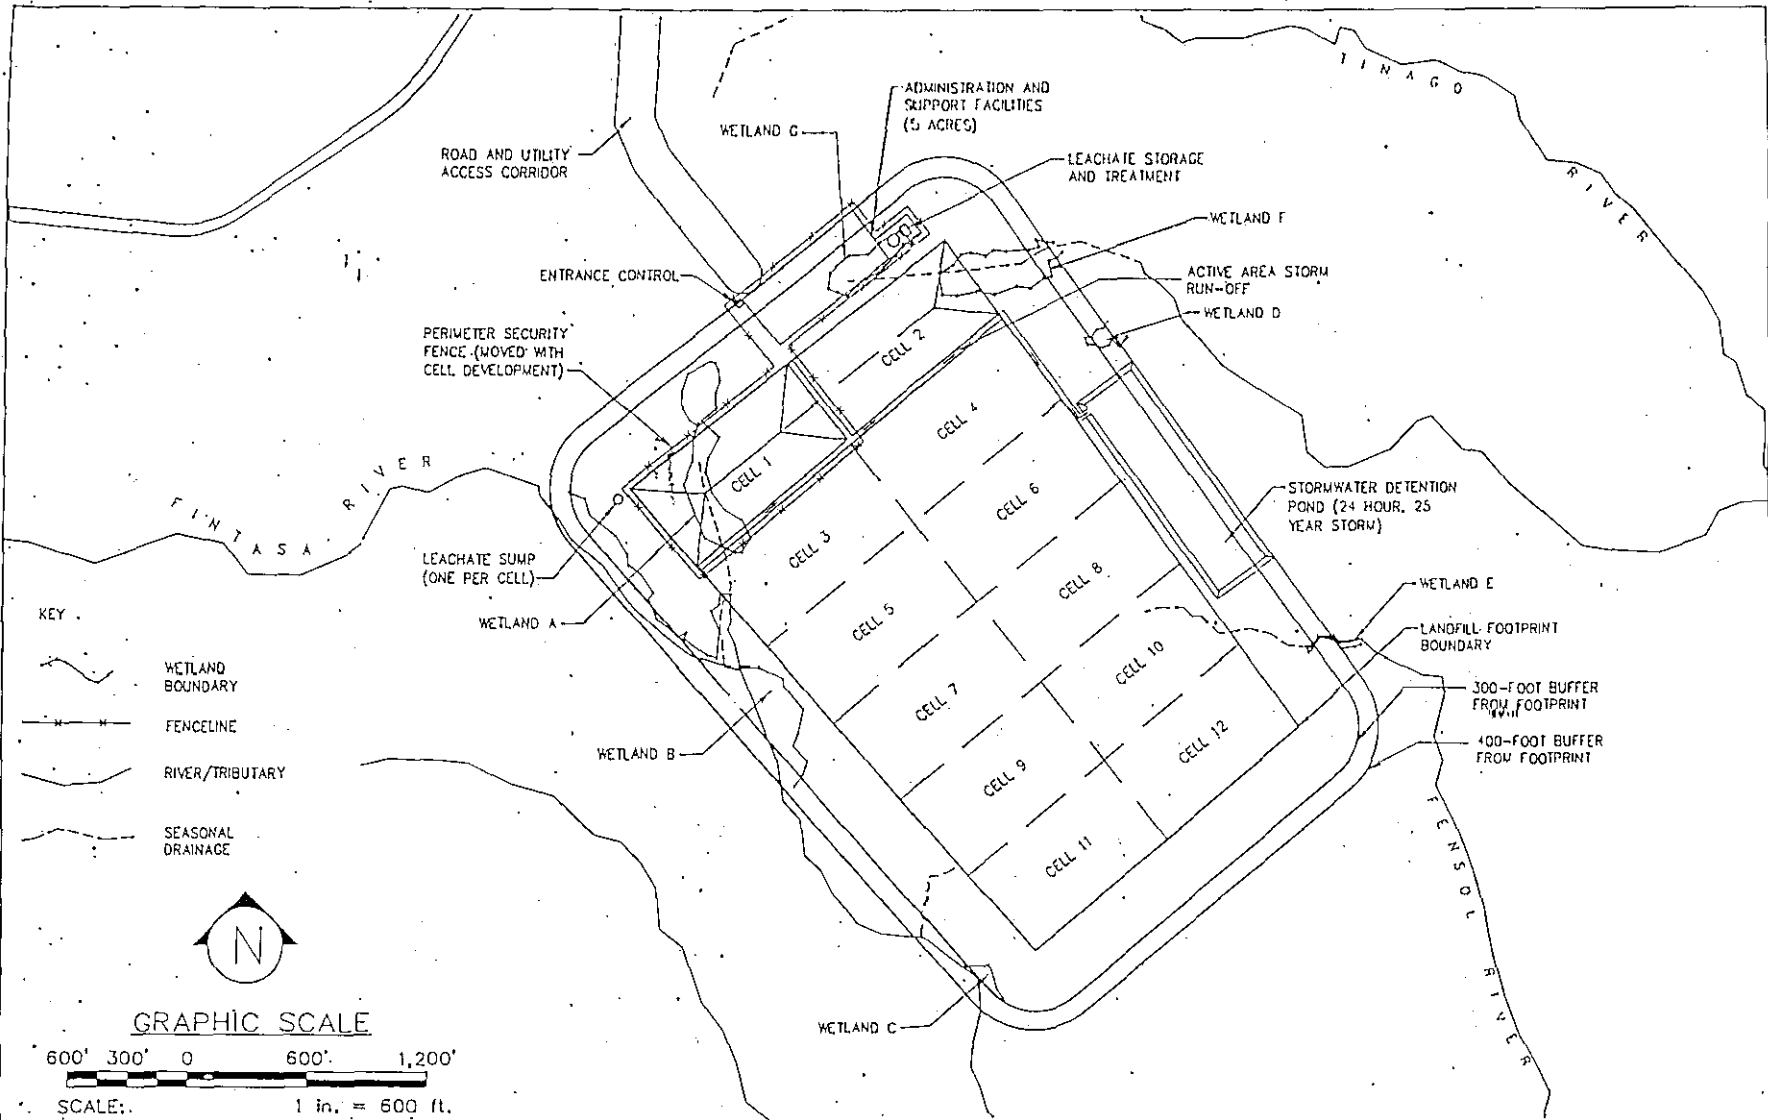 TINAGO
RIVER
ADMINISTRATION AND
SUPPORT FACILITIES
(5 ACRES)
WETLAND G
ROAD AND UTILITY
ACCESS CORRIDOR
LEACHATE STORAGE
AND TREATMENT
WETLAND F
ENTRANCE CONTROL
ACTIVE AREA STORM
RUN-OFF
WETLAND D
PERIMETER SECURITY
FENCE (MOVED WITH
CELL DEVELOPMENT)
CELL 2
CELL 4
CELL 1
CELL 6
CELL 3
CELL 8
CELL 5
CELL 10
CELL 7
CELL 12
CELL 9
CELL 11
FINTASA RIVER
STORMWATER DETENTION
POND (24 HOUR, 25
YEAR STORM)
LEACHATE SUMP
(ONE PER CELL)
WETLAND A
WETLAND E
LANDFILL FOOTPRINT
BOUNDARY
300-FOOT BUFFER
FROM FOOTPRINT
400-FOOT BUFFER
FROM FOOTPRINT
WETLAND B
WETLAND C
FENSOL RIVER
KEY
WETLAND
BOUNDARY
FENCELINE
RIVER/TRIBUTARY
SEASONAL
DRAINAGE
N
GRAPHIC SCALE
600' 300' 0 600' 1,200'
SCALE: 1 in. = 600 ft.